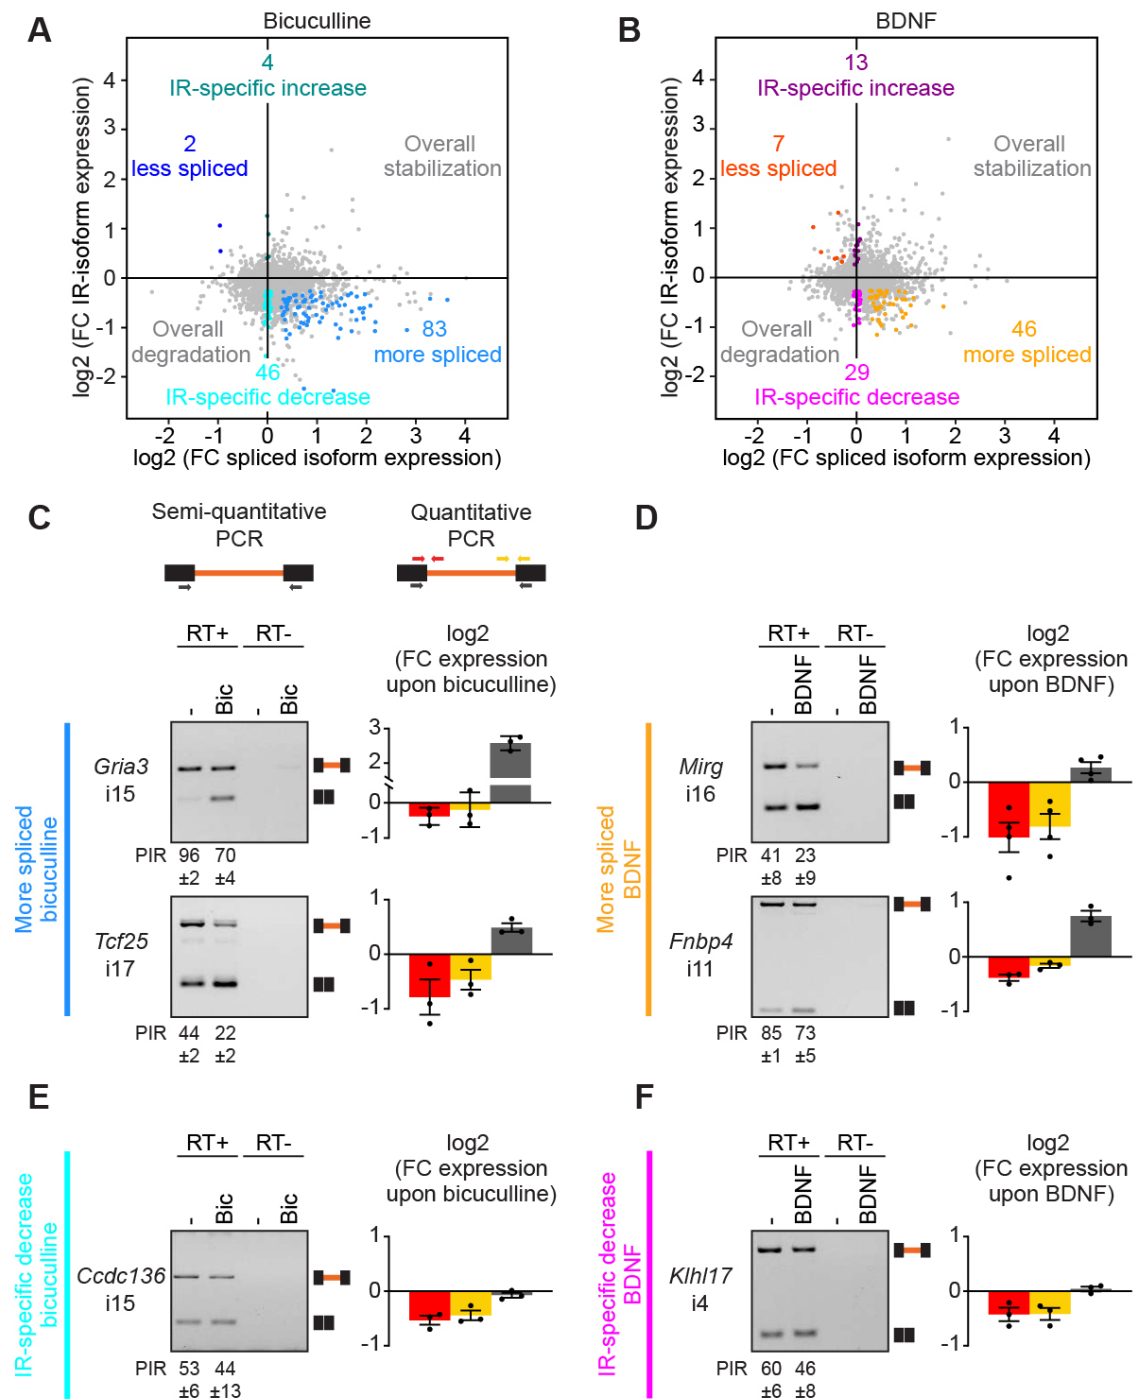 A
Bicuculline
log2 (FC IR-isoform expression)
4
3
2
1
0
-1
-2
4
IR-specific increase
2
less spliced
Overall
stabilization
Overall
degradation
83
more spliced
46
IR-specific decrease
-2 -1 0 1 2 3 4
log2 (FC spliced isoform expression)
B
BDNF
log2 (FC IR-isoform expression)
4
3
2
1
0
-1
-2
13
IR-specific increase
7
less spliced
Overall
stabilization
Overall
degradation
46
more spliced
29
IR-specific decrease
-2 -1 0 1 2 3 4
log2 (FC spliced isoform expression)
C
Semi-quantitative
PCR
Quantitative
PCR
RT+ RT-
- Bic - Bic
log2
(FC expression
upon bicuculline)
More spliced
bicuculline
Gria3
i15
PIR 96 70
±2 ±4
3
2
0
-1
Tcf25
i17
PIR 44 22
±2 ±2
1
0
-1
D
RT+ RT-
- BDNF - BDNF
log2
(FC expression
upon BDNF)
More spliced
BDNF
Mirg
i16
PIR 41 23
±8 ±9
1
0
-1
Fnbp4
i11
PIR 85 73
±1 ±5
1
0
-1
E
RT+ RT-
- Bic - Bic
log2
(FC expression
upon bicuculline)
IR-specific decrease
bicuculline
Ccdc136
i15
PIR 53 44
±6 ±13
1
0
-1
F
RT+ RT-
- BDNF - BDNF
log2
(FC expression
upon BDNF)
IR-specific decrease
BDNF
Klhl17
i4
PIR 60 46
±6 ±8
1
0
-1